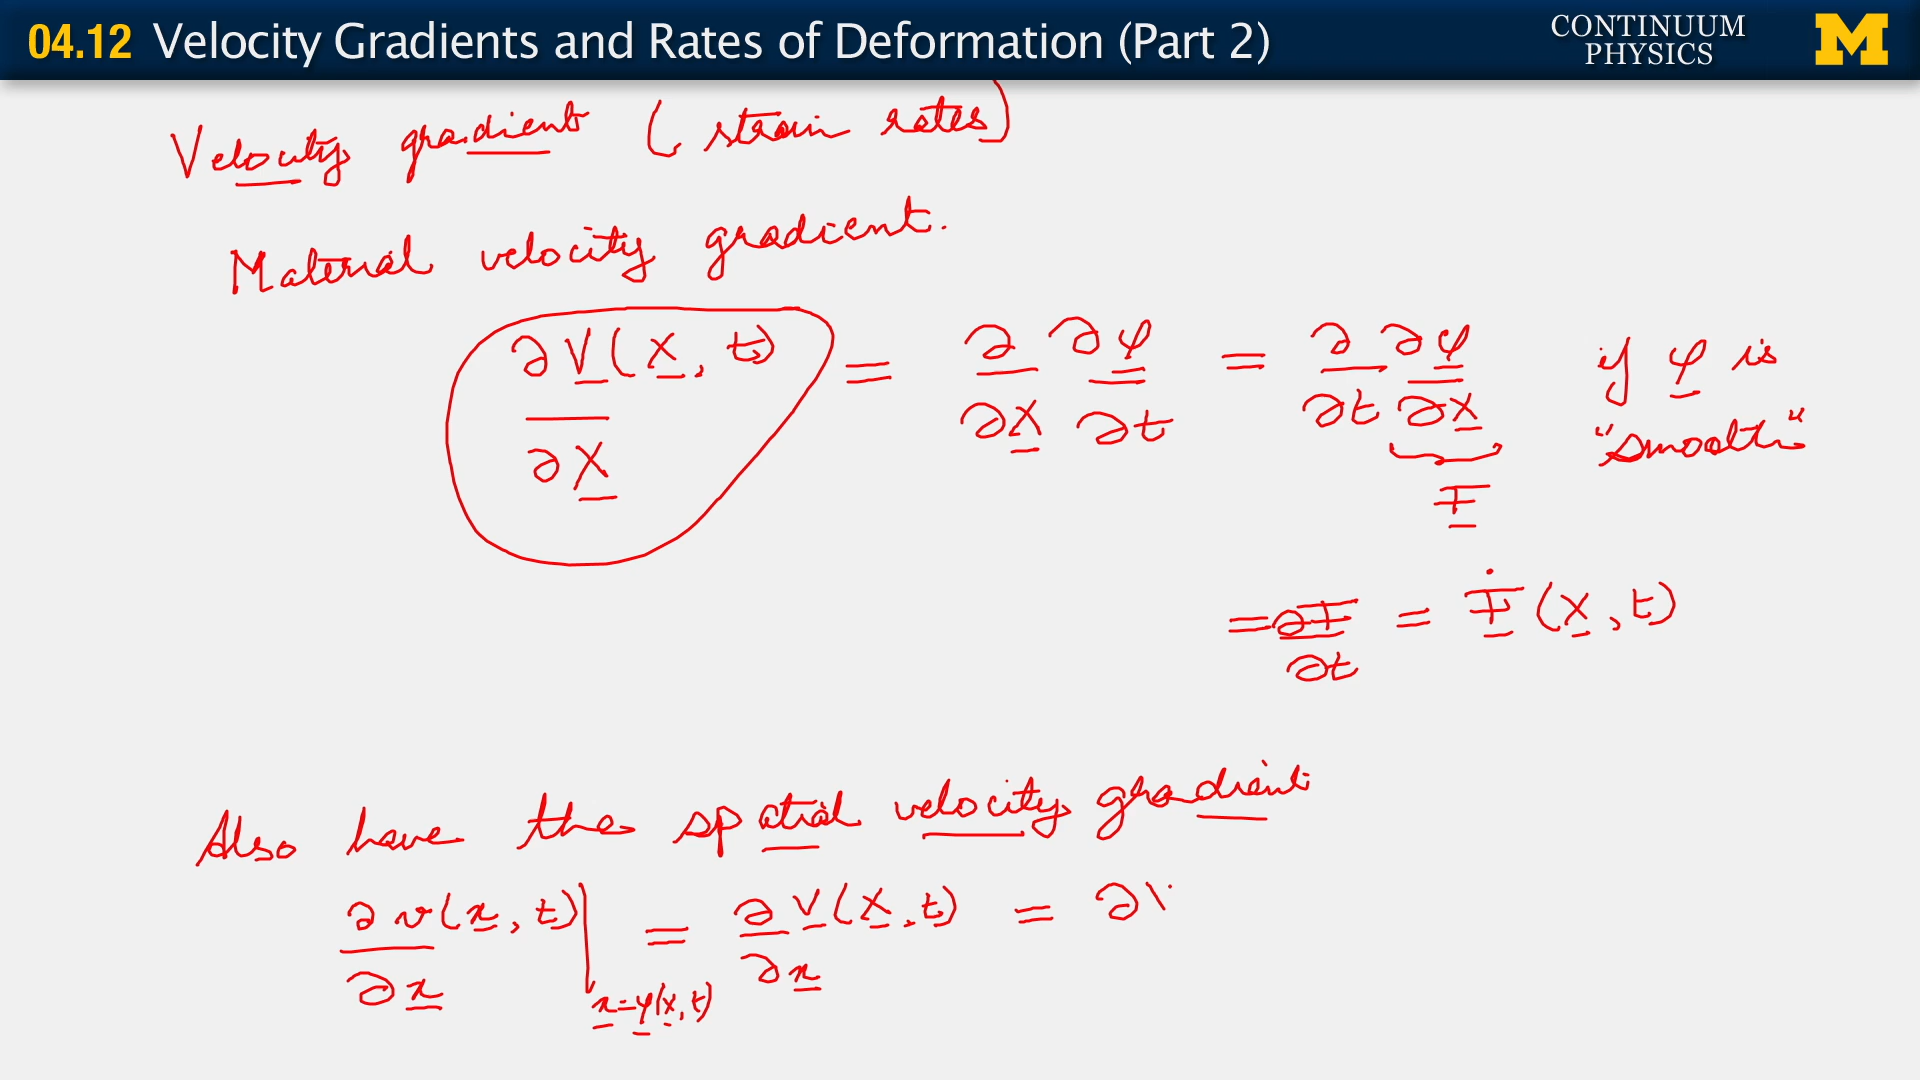 04.12 Velocity Gradients and Rates of Deformation (Part 2)
CONTINUUM PHYSICS
M
Velocity gradient (strain rates)
Material velocity gradient.
∂V(X, t)/∂X = ∂/∂X ∂φ/∂t = ∂/∂t ∂φ/∂X if φ is "smooth"
F
= ∂F/∂t = Ḟ(X, t)
Also have the spatial velocity gradient
∂v(x, t)/∂x |x=φ(X, t) = ∂V(X, t)/∂x = ∂V